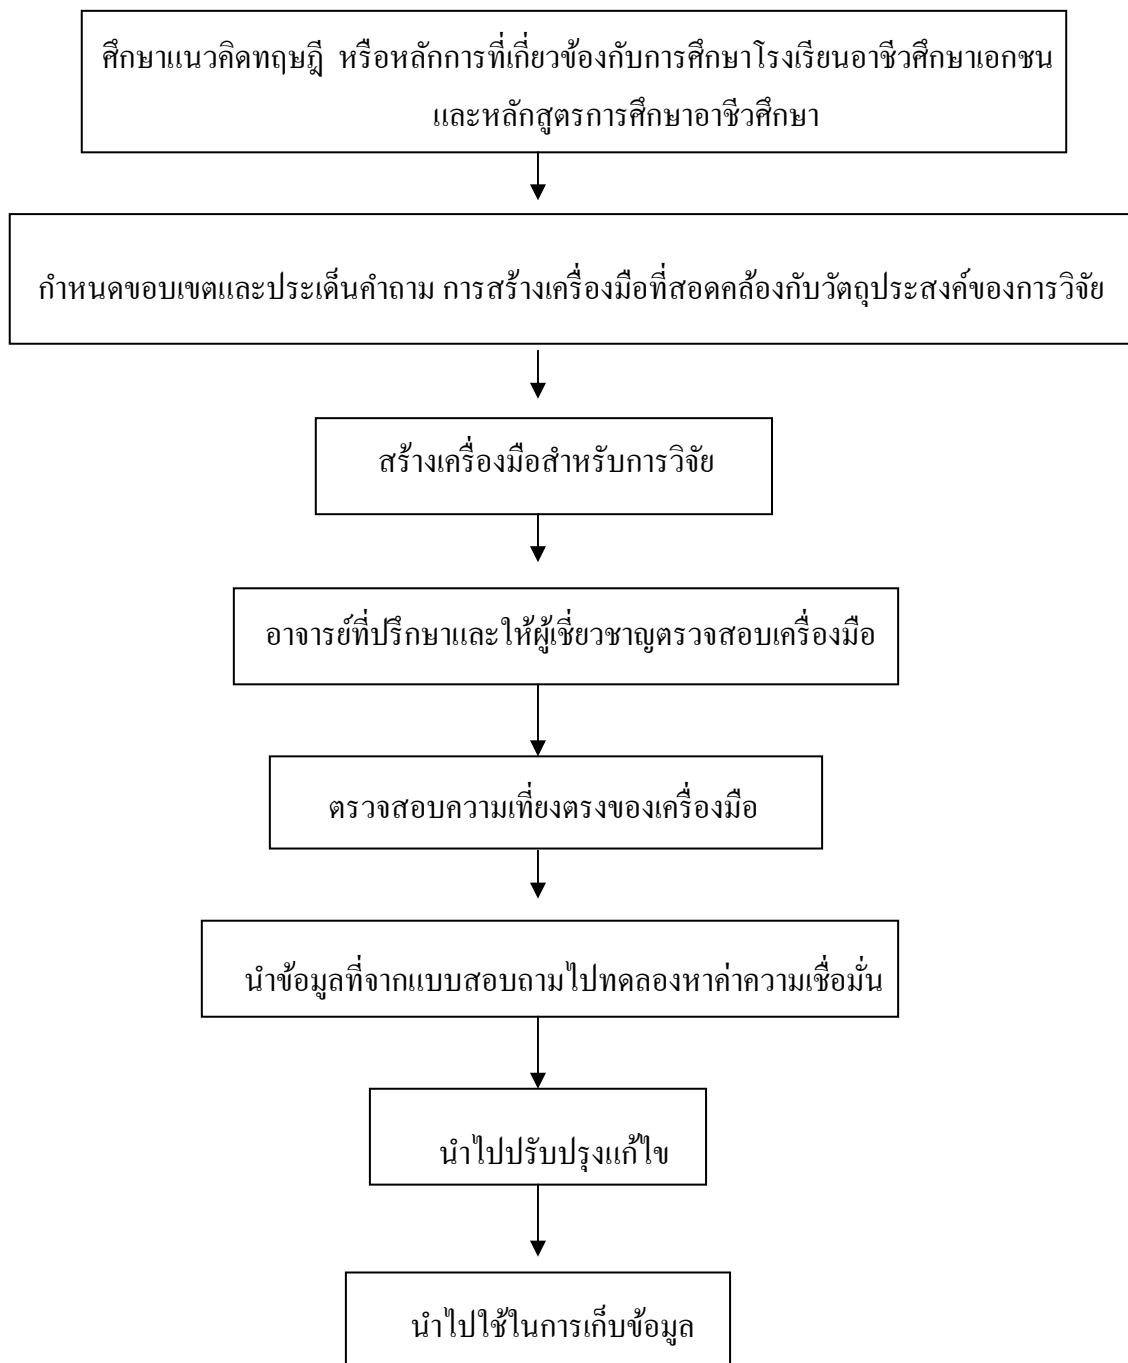 ศึกษาแนวคิดทฤษฎี หรือหลักการที่เกี่ยวข้องกับการศึกษาโรงเรียนอาชีวศึกษาเอกชน
และหลักสูตรการศึกษาอาชีวศึกษา
กำหนดขอบเขตและประเด็นคำถาม การสร้างเครื่องมือที่สอดคล้องกับวัตถุประสงค์ของการวิจัย
สร้างเครื่องมือสำหรับการวิจัย
อาจารย์ที่ปรึกษาและให้ผู้เชี่ยวชาญตรวจสอบเครื่องมือ
ตรวจสอบความเที่ยงตรงของเครื่องมือ
นำข้อมูลที่จากแบบสอบถามไปทดลองหาค่าความเชื่อมั่น
นำไปปรับปรุงแก้ไข
นำไปใช้ในการเก็บข้อมูล